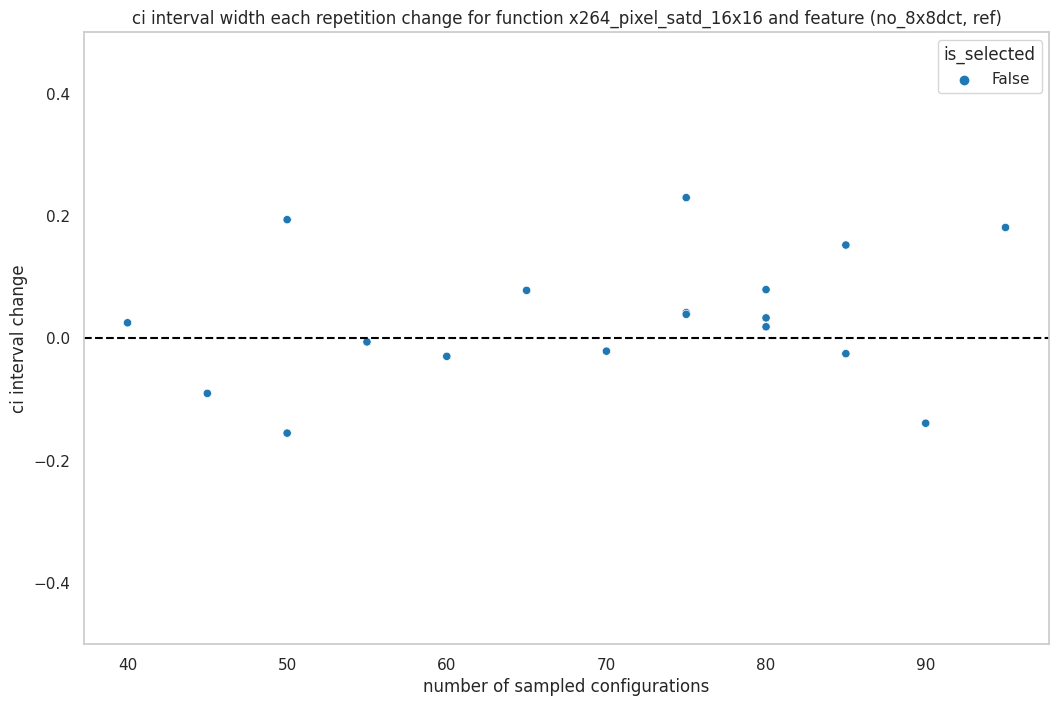 ci interval width each repetition change for function x264_pixel_satd_16x16 and feature (no_8x8dct, ref)
is_selected
False
ci interval change
0.4
0.2
0.0
−0.2
−0.4
40 50 60 70 80 90
number of sampled configurations